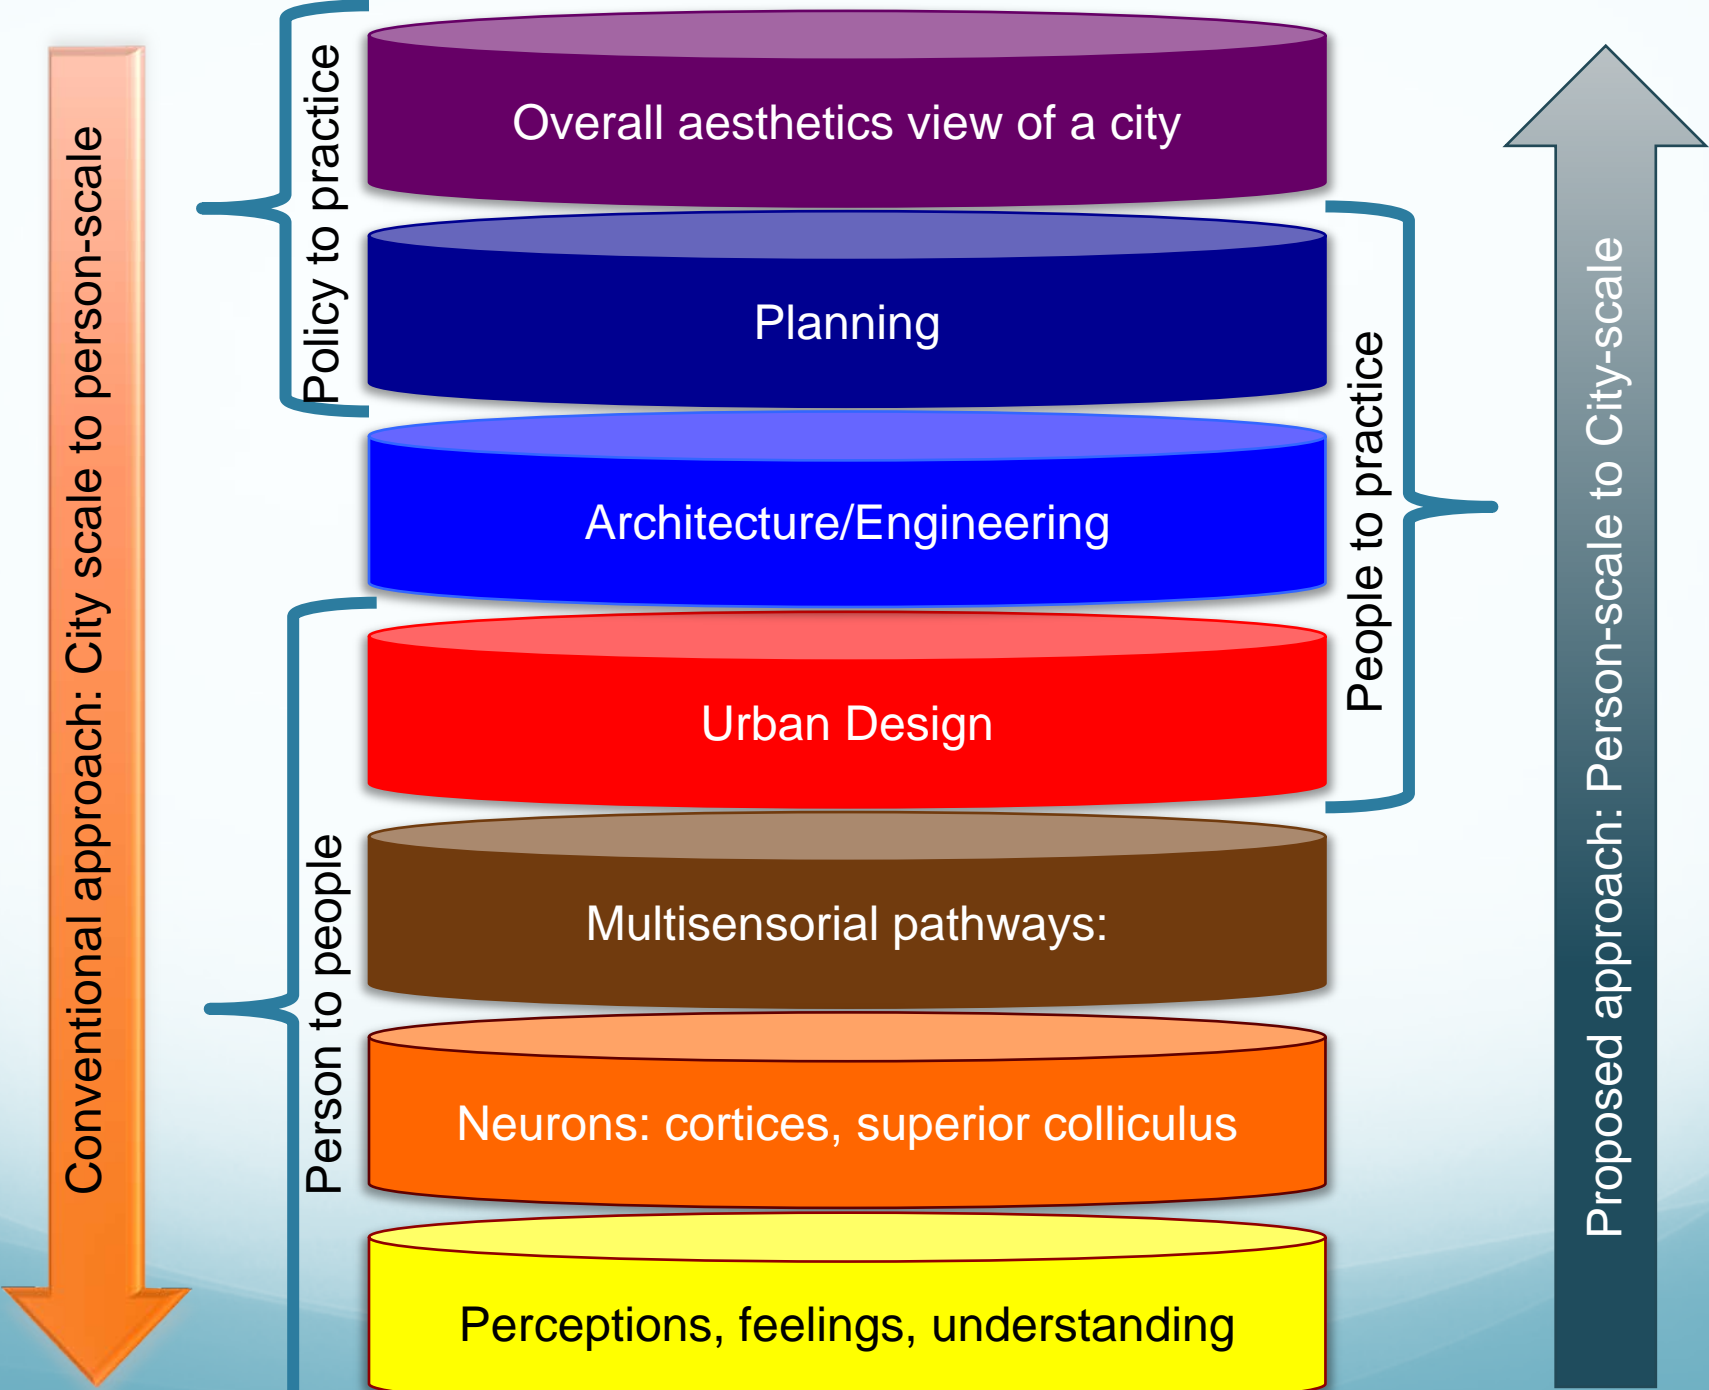 Conventional approach: City scale to person-scale
Policy to practice
Person to people
Overall aesthetics view of a city
Planning
Architecture/Engineering
Urban Design
Multisensorial pathways:
Neurons: cortices, superior colliculus
Perceptions, feelings, understanding
People to practice
Proposed approach: Person-scale to City-scale